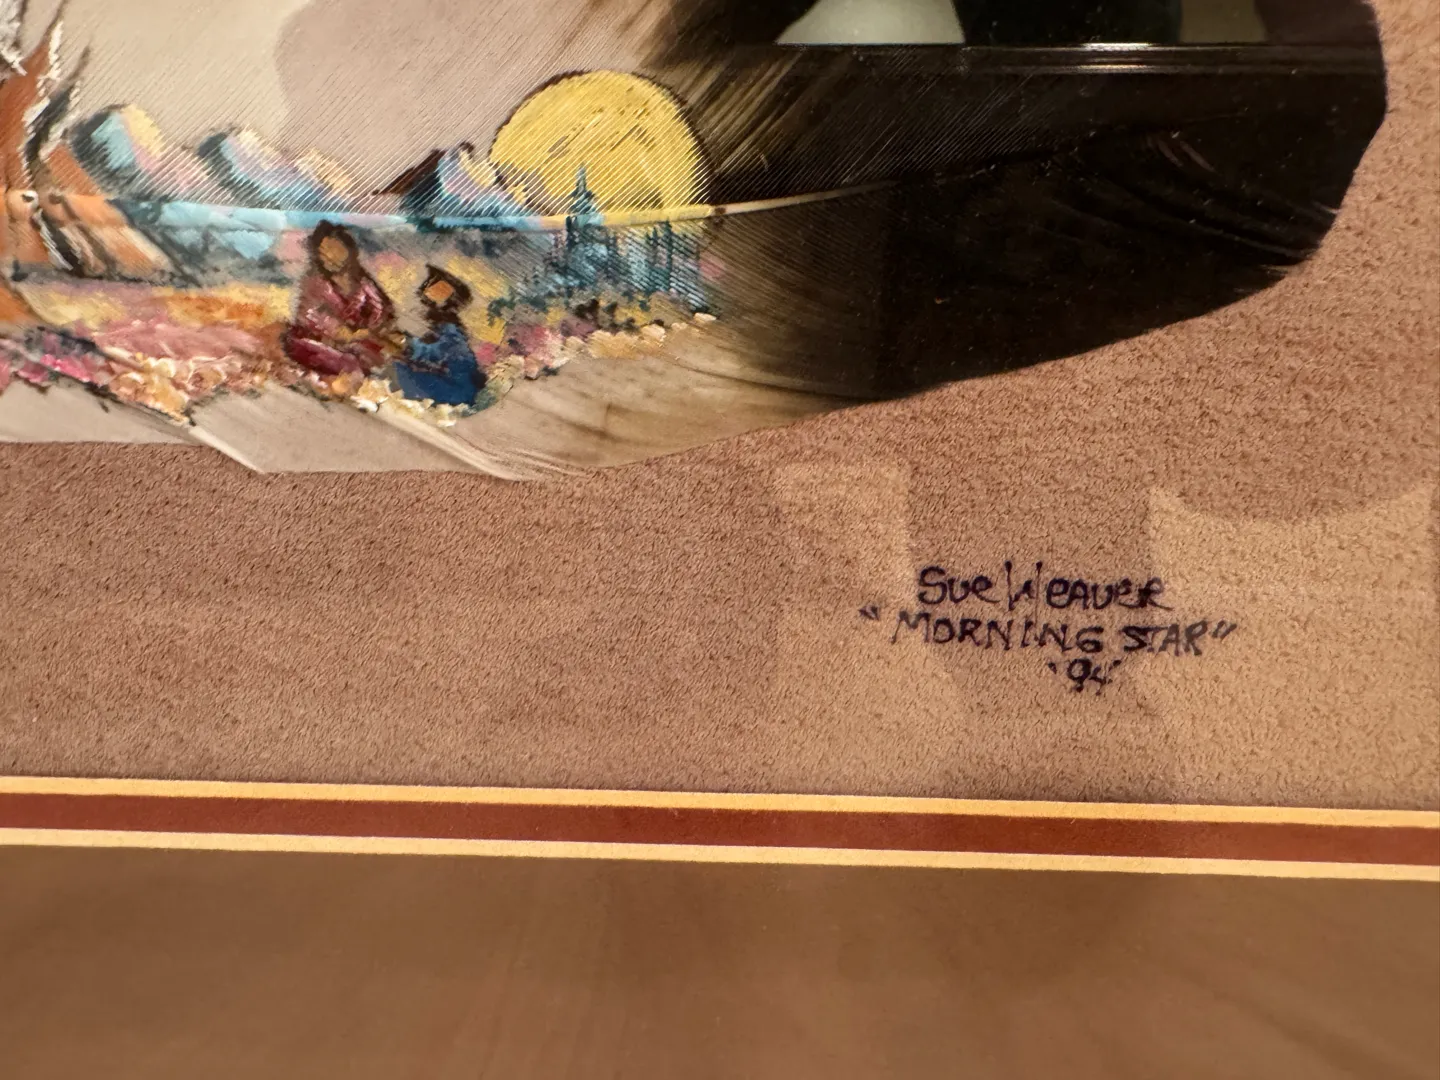 Sue Weaver
"MORNING STAR"
'94